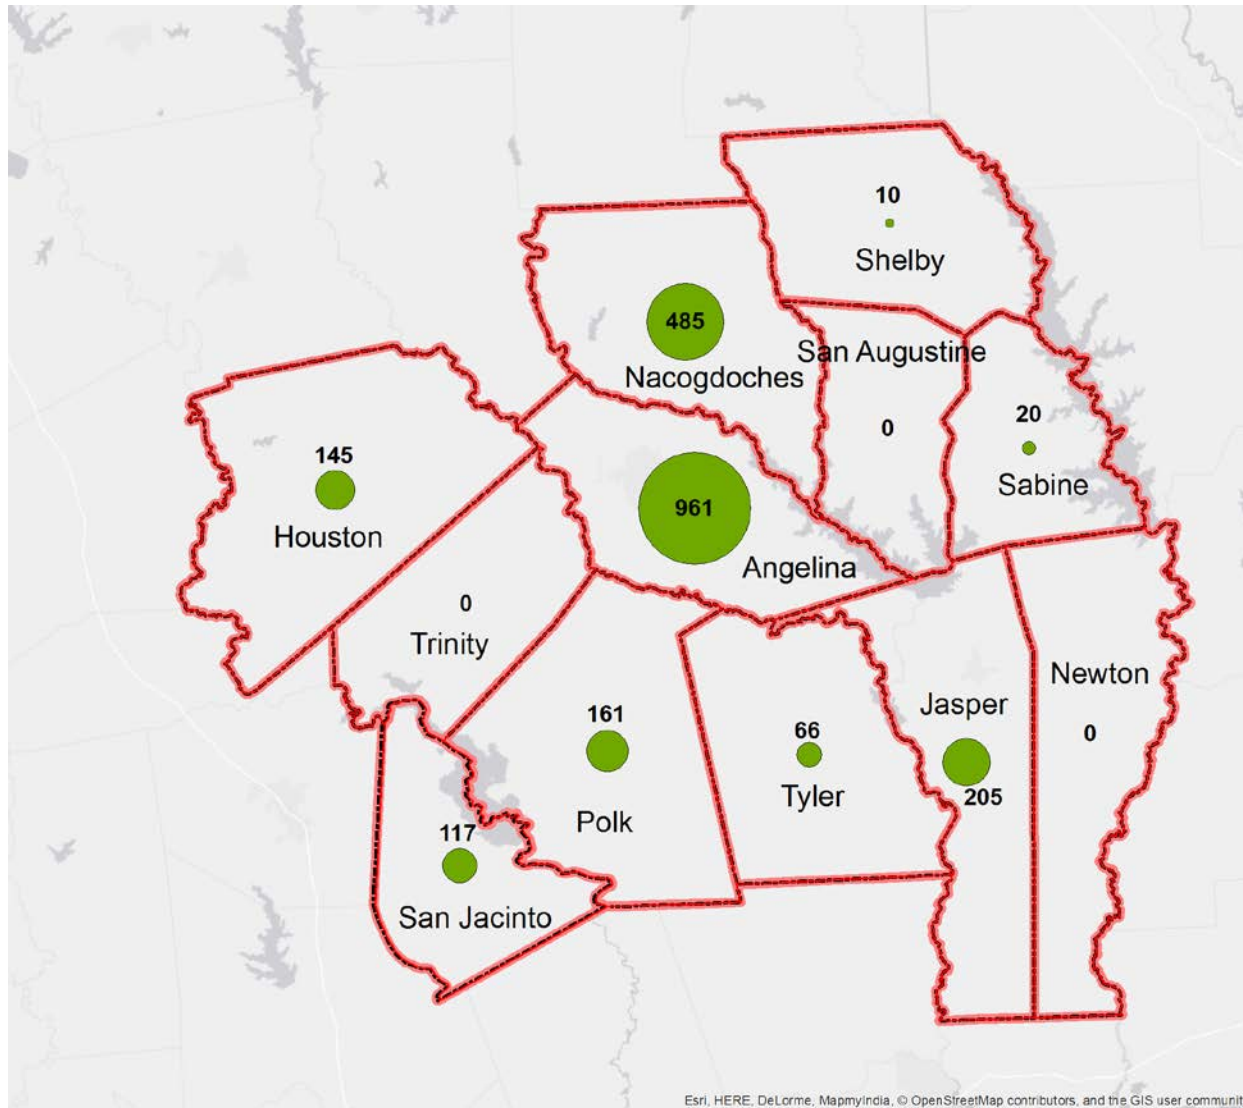 10
Shelby
485
Nacogdoches
San Augustine
0
20
Sabine
145
Houston
961
Angelina
0
Trinity
Newton
0
Jasper
205
161
Polk
66
Tyler
117
San Jacinto
Esri, HERE, DeLorme, MapmyIndia, © OpenStreetMap contributors, and the GIS user communit